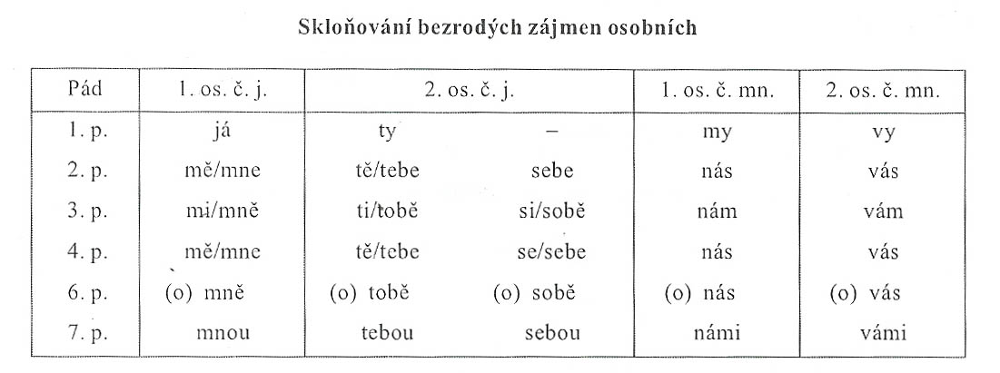 Skloňování bezrodých zájmen osobních
Pád 1. os. č. j. 2. os. č. j. 1. os. č. mn. 2. os. č. mn.
1. p. já ty – my vy
2. p. mě/mne tě/tebe sebe nás vás
3. p. mi/mně ti/tobě si/sobě nám vám
4. p. mě/mne tě/tebe se/sebe nás vás
6. p. (o) mně (o) tobě (o) sobě (o) nás (o) vás
7. p. mnou tebou sebou námi vámi